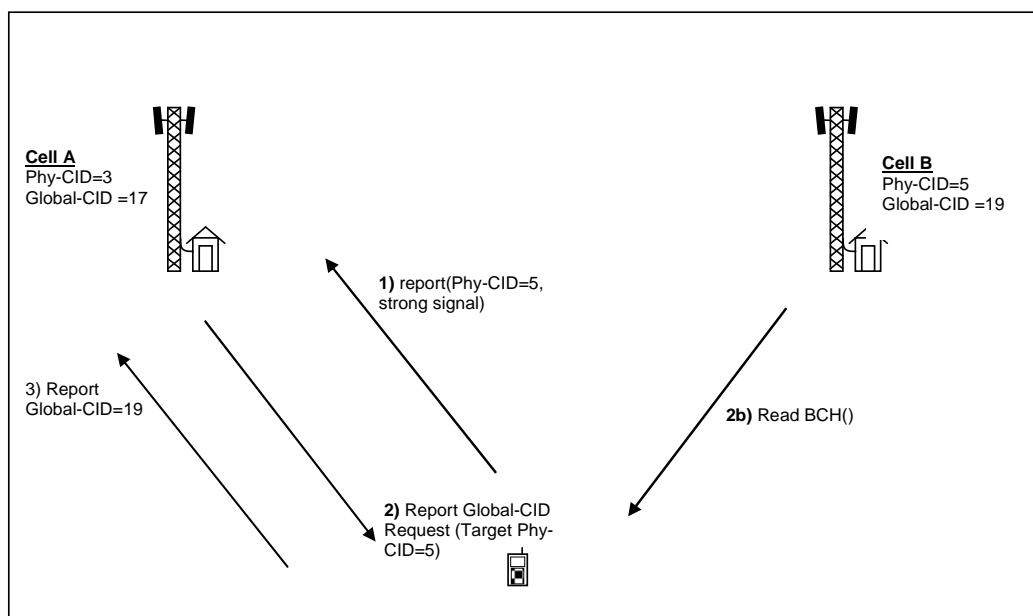 Cell A
Phy-CID=3
Global-CID =17
Cell B
Phy-CID=5
Global-CID =19
1) report(Phy-CID=5,
strong signal)
3) Report
Global-CID=19
2b) Read BCH()
2) Report Global-CID
Request (Target Phy-
CID=5)